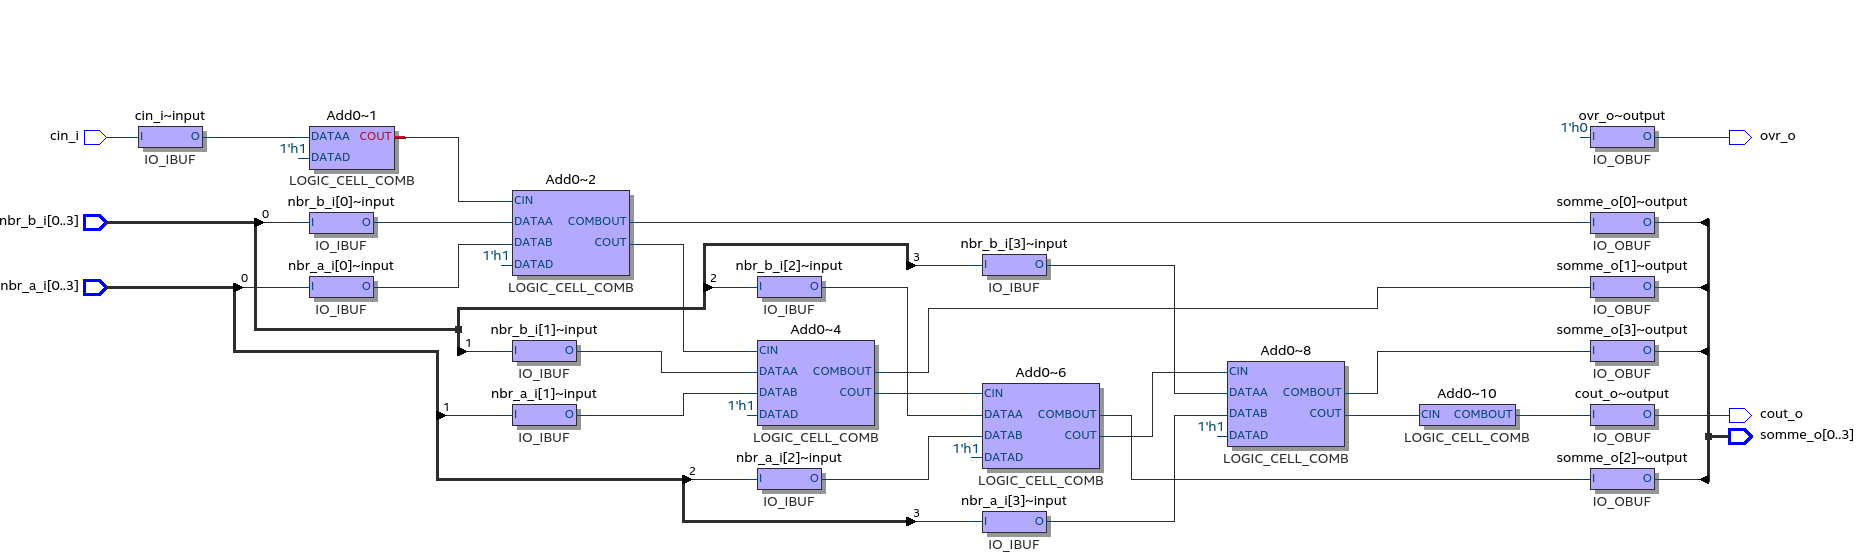 cin_i
cin_i~input
I O
IO_IBUF
Add0~1
DATAA COUT
1'h1
DATAD
LOGIC_CELL_COMB
ovr_o~output
1'h0
I O
IO_OBUF
ovr_o
nbr_b_i[0..3]
0
nbr_b_i[0]~input
I O
IO_IBUF
nbr_a_i[0..3]
0
nbr_a_i[0]~input
I O
IO_IBUF
Add0~2
CIN
DATAA COMBOUT
DATAB COUT
1'h1
DATAD
LOGIC_CELL_COMB
somme_o[0]~output
I O
IO_OBUF
2
nbr_b_i[2]~input
I O
IO_IBUF
3
nbr_b_i[3]~input
I O
IO_IBUF
somme_o[1]~output
I O
IO_OBUF
1
nbr_b_i[1]~input
I O
IO_IBUF
1
nbr_a_i[1]~input
I O
IO_IBUF
Add0~4
CIN
DATAA COMBOUT
DATAB COUT
1'h1
DATAD
LOGIC_CELL_COMB
Add0~6
CIN
DATAA COMBOUT
DATAB COUT
1'h1
DATAD
LOGIC_CELL_COMB
Add0~8
CIN
DATAA COMBOUT
DATAB COUT
1'h1
DATAD
LOGIC_CELL_COMB
somme_o[3]~output
I O
IO_OBUF
Add0~10
CIN COMBOUT
LOGIC_CELL_COMB
cout_o~output
I O
IO_OBUF
cout_o
somme_o[0..3]
2
nbr_a_i[2]~input
I O
IO_IBUF
somme_o[2]~output
I O
IO_OBUF
3
nbr_a_i[3]~input
I O
IO_IBUF